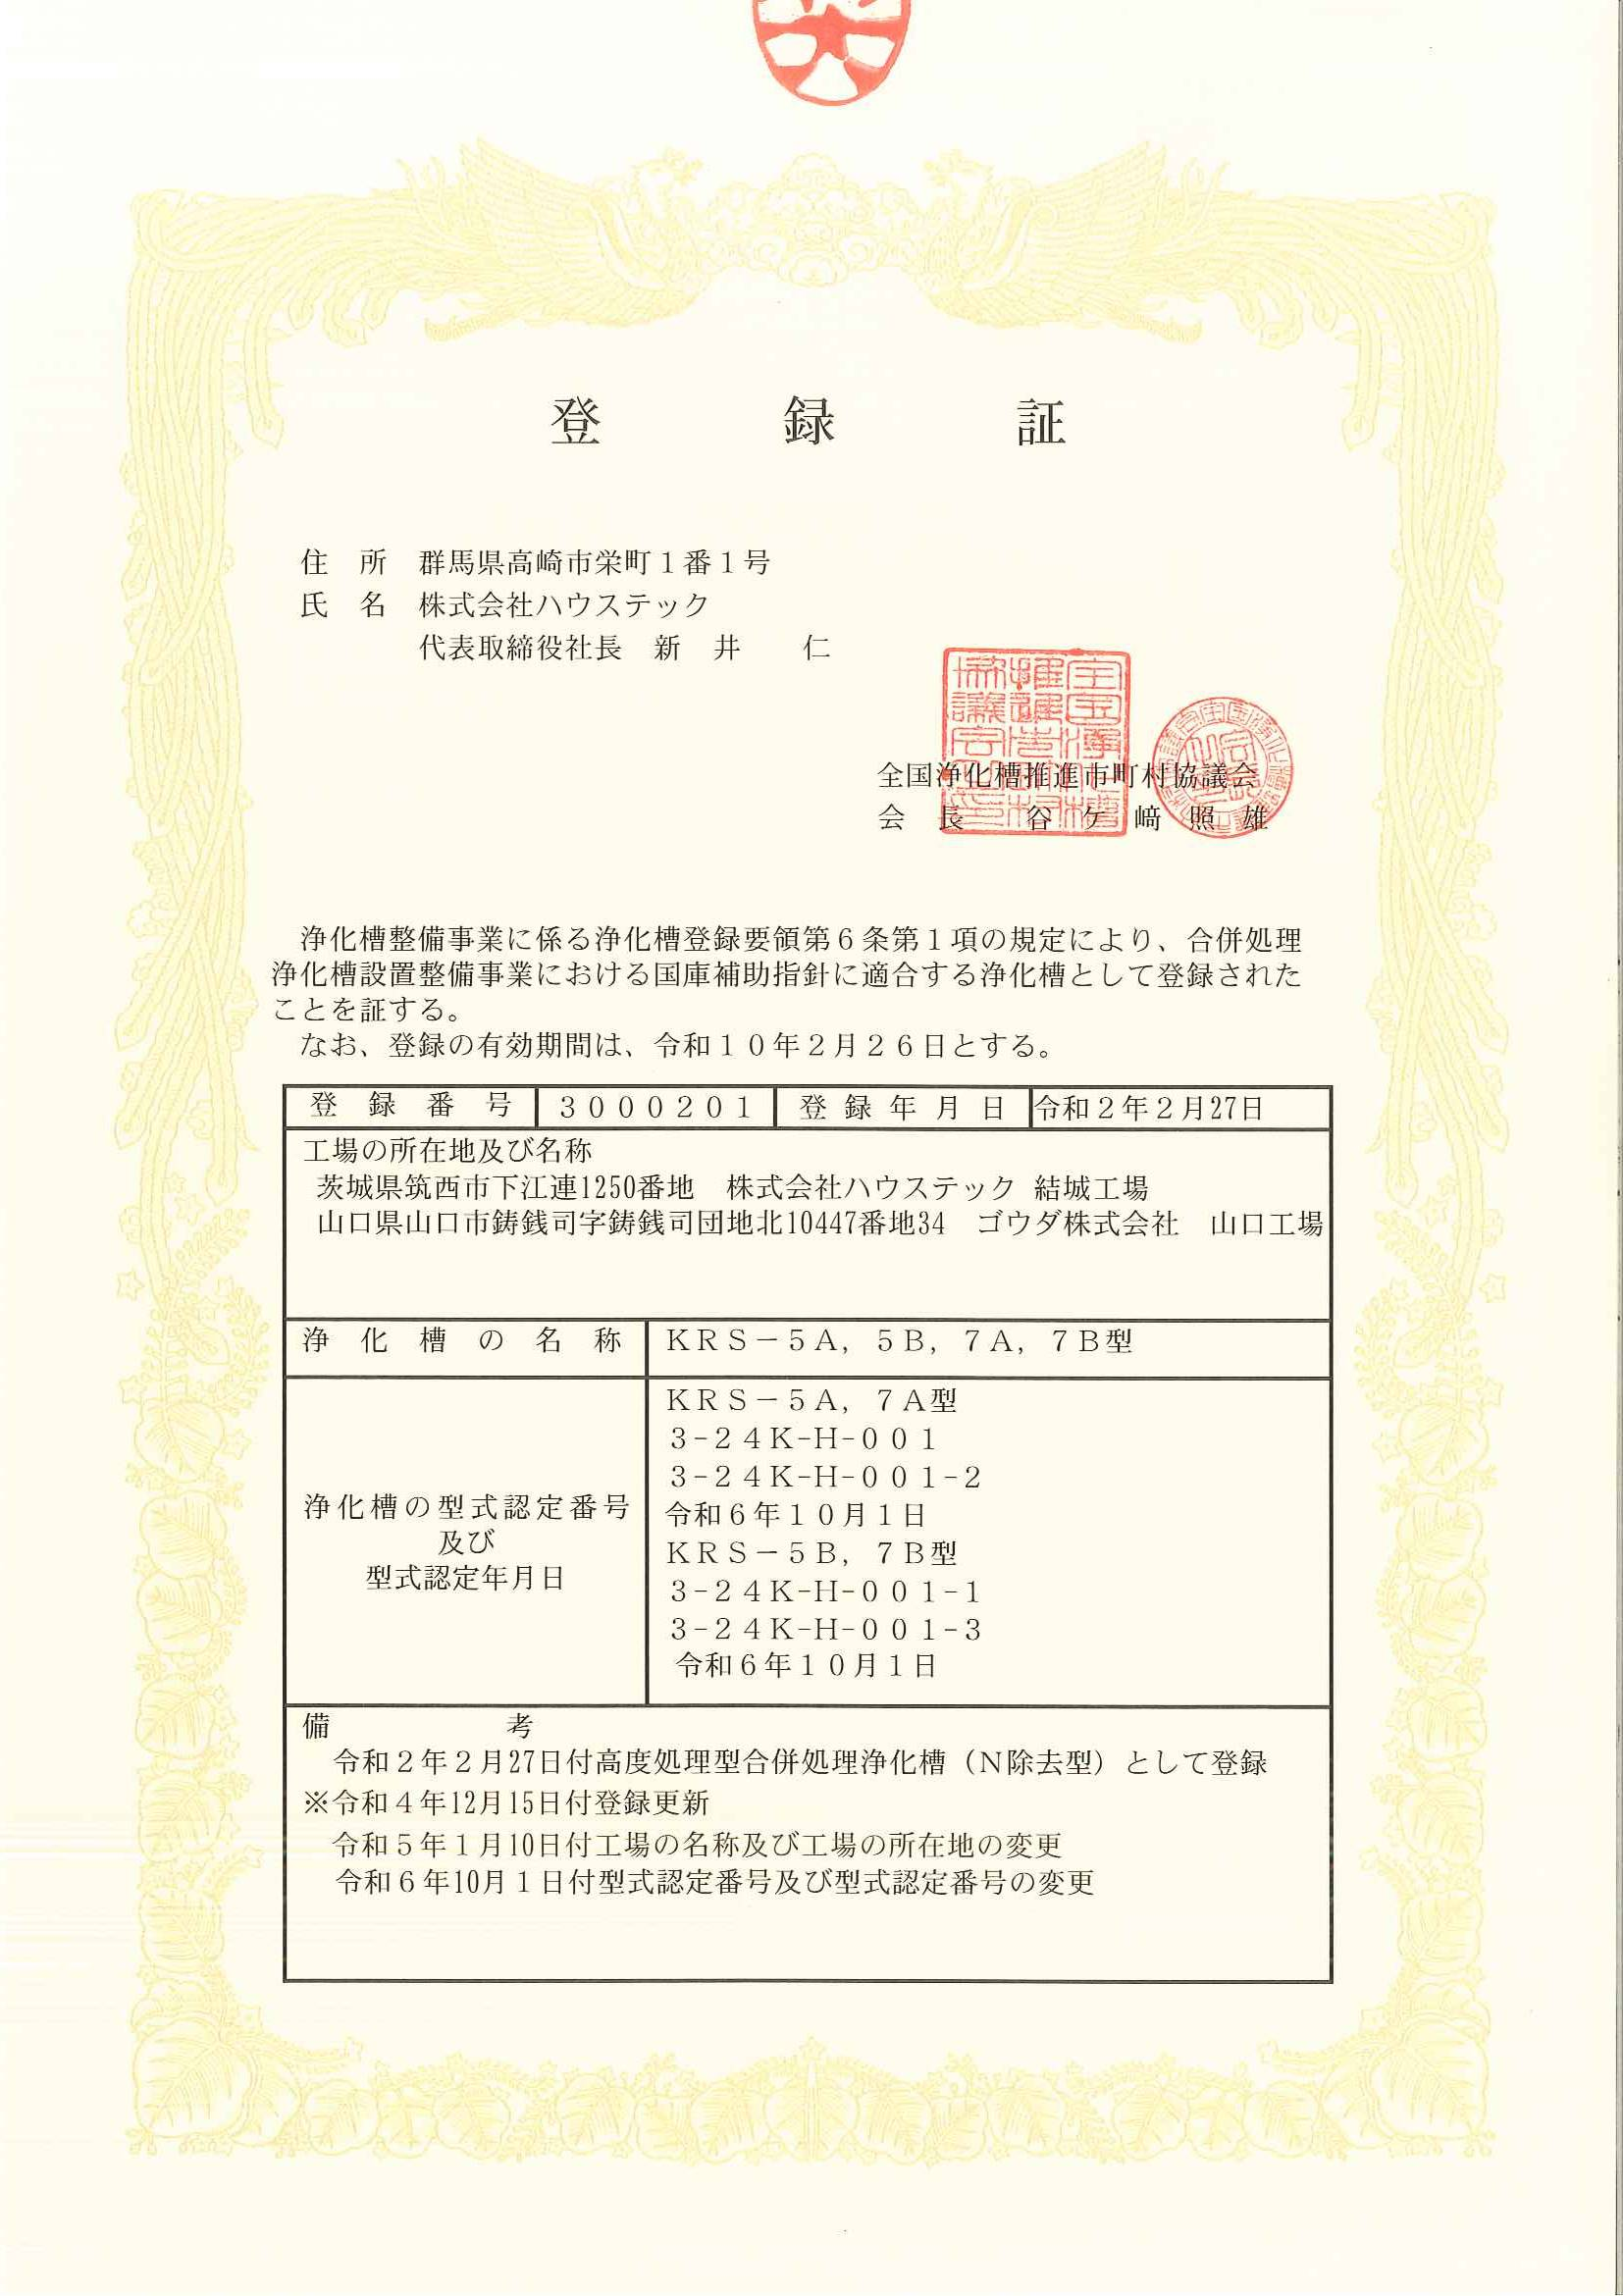 登録証
住所 群馬県高崎市栄町１番１号
氏名 株式会社ハウステック
代表取締役社長 新井 仁
全国浄化槽推進市町村協議会
会長 谷ケ﨑照雄
浄化槽整備事業に係る浄化槽登録要領第６条第１項の規定により、合併処理
浄化槽設置整備事業における国庫補助指針に適合する浄化槽として登録された
ことを証する。
なお、登録の有効期間は、令和１０年２月２６日とする。
登録番号 ３０００２０１ 登録年月日 令和２年２月27日
工場の所在地及び名称
茨城県筑西市下江連1250番地 株式会社ハウステック 結城工場
山口県山口市鋳銭司字鋳銭司団地北10447番地34 ゴウダ株式会社 山口工場
浄化槽の名称 ＫＲＳ－５Ａ，５Ｂ，７Ａ，７Ｂ型
ＫＲＳ－５Ａ，７Ａ型
３-２４Ｋ-Ｈ-００１
３-２４Ｋ-Ｈ-００１-２
令和６年１０月１日
ＫＲＳ－５Ｂ，７Ｂ型
３-２４Ｋ-Ｈ-００１-１
３-２４Ｋ-Ｈ-００１-３
令和６年１０月１日
浄化槽の型式認定番号
及び
型式認定年月日
備考
令和２年２月27日付高度処理型合併処理浄化槽（Ｎ除去型）として登録
※令和４年12月15日付登録更新
令和５年１月10日付工場の名称及び工場の所在地の変更
令和６年10月１日付型式認定番号及び型式認定番号の変更